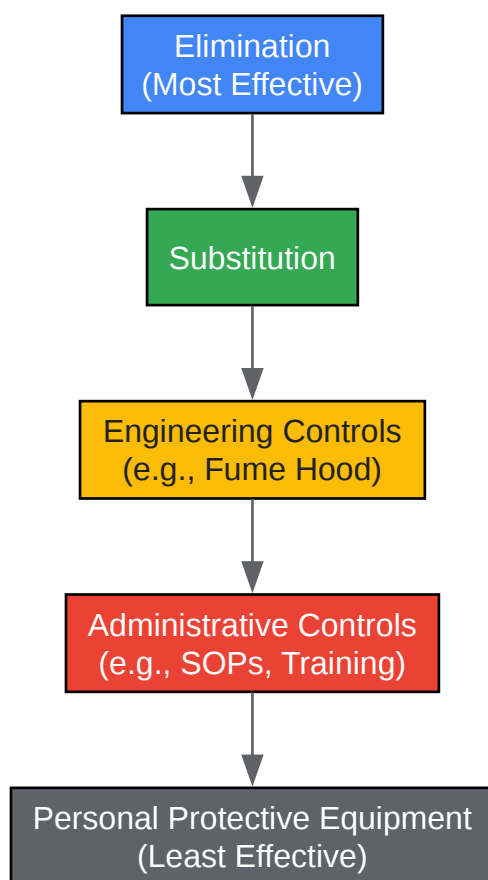 Elimination
(Most Effective)
Substitution
Engineering Controls
(e.g., Fume Hood)
Administrative Controls
(e.g., SOPs, Training)
Personal Protective Equipment
(Least Effective)